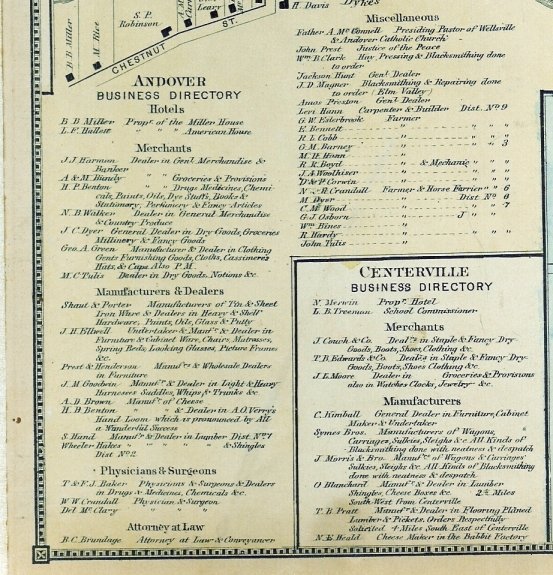 B.B. Miller
M. Rice
S. P.
Robinson
Leary
CHESTNUT ST.
ANDOVER
BUSINESS DIRECTORY
Hotels
B. B. Miller Propr. of the Miller House
L. F. Hallett " " " American House
Merchants
J. J. Harmon Dealer in Genl. Merchandise &
Banker
A & M. Bundy " " Groceries & Provisions
H. P. Benton " " Drugs Medicines, Chemi-
cals, Paints, Oils, Dye Stuffs, Books &
Stationery, Perfumery & Fancy Articles
N. B. Walker Dealer in General Merchandise
& Country Produce
J C. Dyer General Dealer in Dry Goods, Groceries
Millinery & Fancy Goods
Geo. A. Green Manufacturer & Dealer in Clothing
Gents Furnishing Goods, Cloths, Cassimere's
Hats, & Caps. Also P. M.
M. C Tulis Dealer in Dry Goods. Notions &c.
Manufacturers & Dealers
Shaut & Porter Manufacturers of Tin & Sheet
Iron Ware & Dealers in Heavy & Shelf
Hardware, Paints, Oils, Glass & Putty
J. H Ellwell Undertaker & Manfr. & Dealer in
Furniture & Cabinet Ware, Chairs, Matrasses,
Spring Beds, Looking Glasses, Picture Frames
&c.
Prest & Henderson Manufrs. & Wholesale Dealers
in Furniture
J. M Goodwin Manufr. & Dealer in Light & Heavy
Harnesses Saddles, Whips & Trunks &c.
A. D Brown Manufr. of Cheese
H. B. Benton " " & Dealer in A.O. Verry's
Hand Loom which is pronounced by All
a Wonderful Success
S. Hand Manufr. & Dealer in Lumber Dist. No. 1
Wheeler Hakes " " " " " & Shingles
Dist No. 2.
Physicians & Surgeons
T & F. J. Baker Physicians & Surgeons & Dealers
in Drugs & Medicines, Chemicals &c.
W W. Crandall Physician & Surgeon
Del Mc. Clary " "
Attorney at Law
B. C. Brundage Attorney at Law & Conveyancer
H. Davis
Dykes
Miscellaneous
Father A. Mc. Connell Presiding Pastor of Wellsville
& Andover Catholic Church
John Prest Justice of the Peace
Wm. B. Clark Hay, Pressing & Blacksmithing done
to order
Jackson Hunt Genl. Dealer
J. D. Magner Blacksmithing & Repairing done
to order (Elm Valley)
Amos Preston Genl. Dealer
Levi Hann Carpenter & Builder Dist. No. 9
G. W. Esterbrook Farmer
E. Bennett " " " "
R. L. Cobb " " " "
G. M. Barney " " " 3
M. H. Hann "
R. R. Boyd " & Mechanic " " "
J. A. Woolhiser " " " "
D. & P. Corwin " " " "
N. R. Crandall Farmer & Horse Farrier " " 6
M. Dyer " Dist No. 6
C. Mc. Wood " " " 7
G. J. Osborn " J " "
Wm. Bines "
R. Hardy " " " "
John Tulis "
CENTERVILLE
BUSINESS DIRECTORY
N. Merwin Propr. Hotel
L. B. Treeman School Commissioner
Merchants
J Couch & Co. Dealrs. in Staple & Fancy Dry-
Goods, Boots, Shoes, Clothing &c.
T. B. Edwards & Co. Dealrs. in Staple & Fancy Dry-
Goods, Boots, Shoes, Clothing &c.
J. L. Moore Dealer in Groceries & Provisions
also in Watches Clocks, Jewelry &c.
Manufacturers
C. Kimball General Dealer in Furniture, Cabinet
Maker & Undertaker
Symes Bros. Manufacturers of Wagons,
Carriages, Sulkies, Sleighs &c All Kinds of
Blacksmithing done with neatness & despatch
J. Morris & Bro. Manufrs. of Wagons & Carriages
Sulkies, Sleighs &c. All Kinds of Blacksmithing
done with neatness & despatch.
O Blanchard Manufr. & Dealer in Lumber
Shingles, Cheese Boxes &c. 2½ Miles
South West from Centerville
T. B. Pratt Manufr. & Dealer in Flooring Plained
Lumber & Pickets, Orders Respectfully
Solicited 4 Miles South East of Centerville
N. E. Heald Cheese Maker in the Babbit Factory